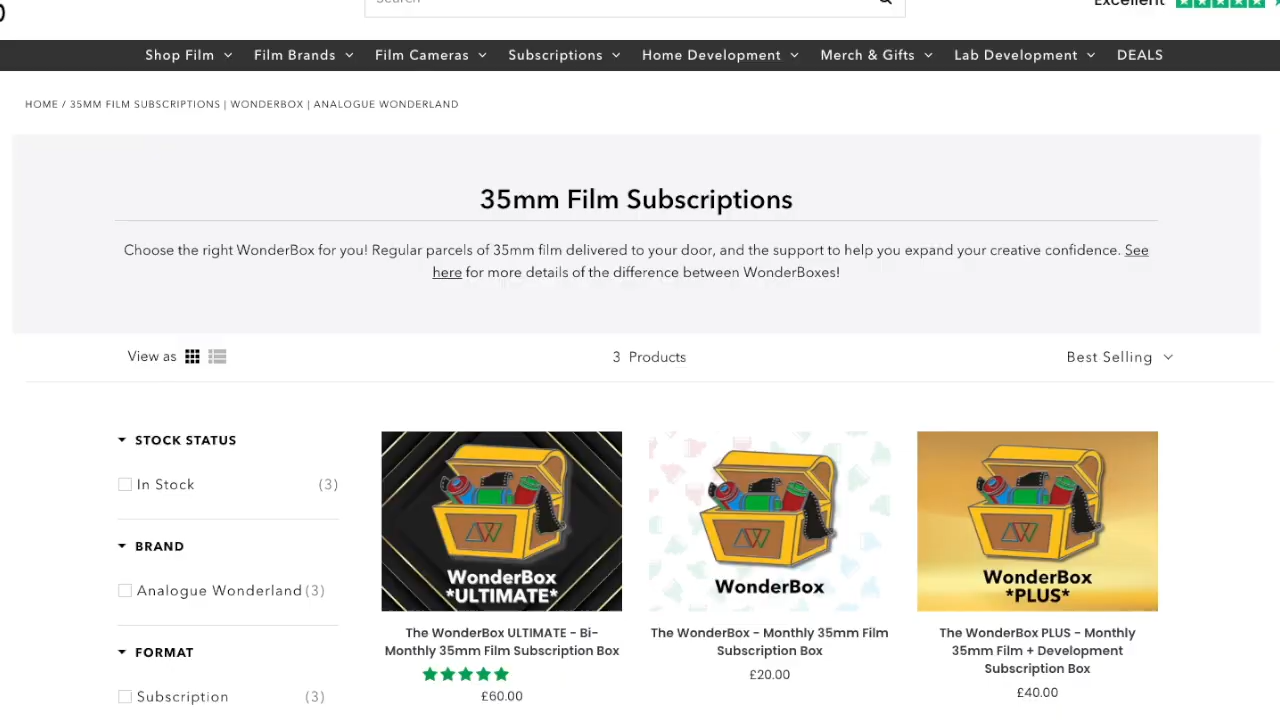 Search
Excellent
Shop Film Film Brands Film Cameras Subscriptions Home Development Merch & Gifts Lab Development DEALS
HOME / 35MM FILM SUBSCRIPTIONS | WONDERBOX | ANALOGUE WONDERLAND
35mm Film Subscriptions
Choose the right WonderBox for you! Regular parcels of 35mm film delivered to your door, and the support to help you expand your creative confidence. See
here for more details of the difference between WonderBoxes!
View as
3 Products
Best Selling
STOCK STATUS
In Stock (3)
BRAND
Analogue Wonderland (3)
FORMAT
Subscription (3)
AW
WonderBox
*ULTIMATE*
The WonderBox ULTIMATE - Bi-
Monthly 35mm Film Subscription Box
£60.00
AW
WonderBox
The WonderBox - Monthly 35mm Film
Subscription Box
£20.00
AW
WonderBox
*PLUS*
The WonderBox PLUS - Monthly
35mm Film + Development
Subscription Box
£40.00